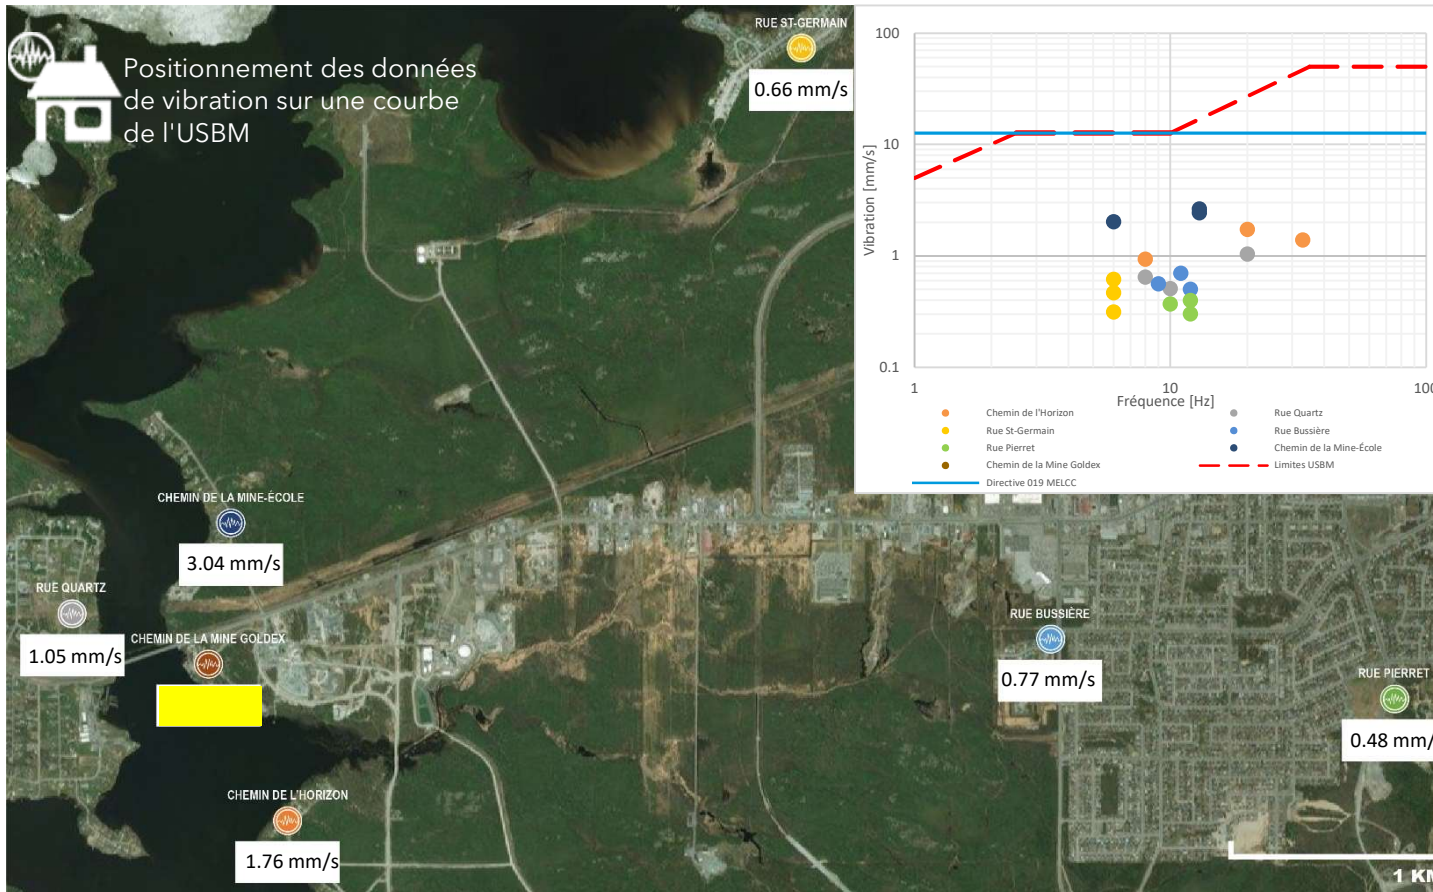 RUE ST-GERMAIN
0.66 mm/s
Positionnement des données
de vibration sur une courbe
de l'USBM
100
10
1
0.1
Vibration [mm/s]
1
10
100
Fréquence [Hz]
Chemin de l'Horizon
Rue Quartz
Rue St-Germain
Rue Bussière
Rue Pierret
Chemin de la Mine-École
Chemin de la Mine Goldex
Limites USBM
Directive 019 MELCC
CHEMIN DE LA MINE-ÉCOLE
3.04 mm/s
RUE QUARTZ
1.05 mm/s
CHEMIN DE LA MINE GOLDEX
RUE BUSSIÈRE
0.77 mm/s
RUE PIERRET
0.48 mm/
CHEMIN DE L'HORIZON
1.76 mm/s
1 KM